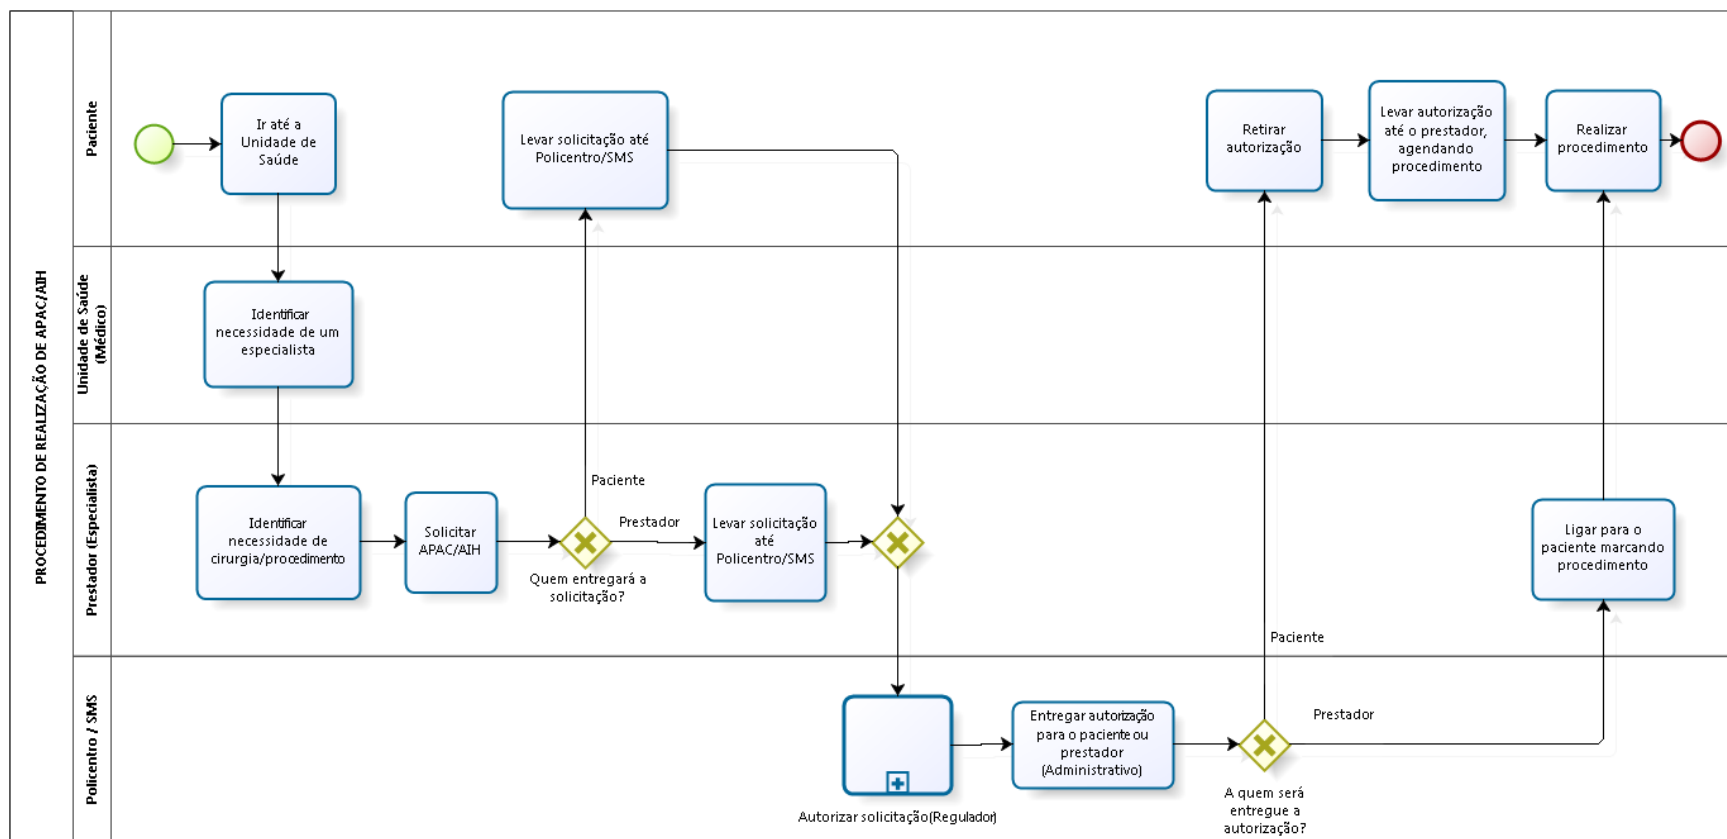 PROCEDIMENTO DE REALIZAÇÃO DE APAC/AIH
Paciente
Ir até a
Unidade de
Saúde
Levar solicitação até
Policentro/SMS
Retirar
autorização
Levar autorização
até o prestador,
agendando
procedimento
Realizar
procedimento
Unidade de Saúde
(Médico)
Identificar
necessidade de um
especialista
Prestador (Especialista)
Identificar
necessidade de
cirurgia/procedimento
Solicitar
APAC/AIH
Paciente
Prestador
Quem entregará a
solicitação?
Levar solicitação
até
Policentro/SMS
Ligar para o
paciente marcando
procedimento
Paciente
Policentro / SMS
Autorizar solicitação(Regulador)
Entregar autorização
para o paciente ou
prestador
(Administrativo)
Prestador
A quem será
entregue a
autorização?